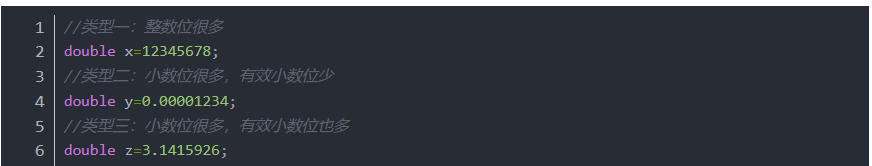 1 //类型一：整数位很多
2 double x=12345678;
3 //类型二：小数位很多，有效小数位少
4 double y=0.00001234;
5 //类型三：小数位很多，有效小数位也多
6 double z=3.1415926;